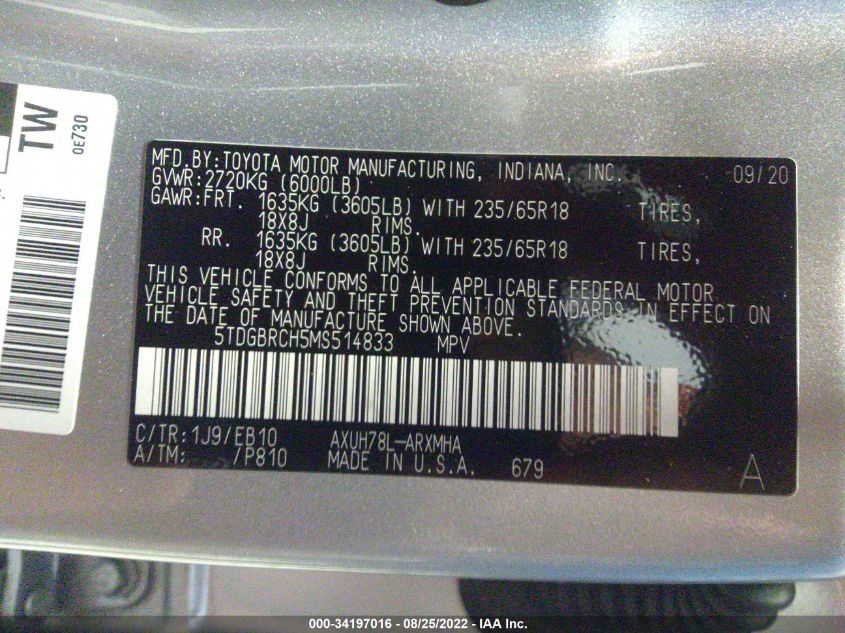 TW
0E730
MFD.BY:TOYOTA MOTOR MANUFACTURING, INDIANA, INC. 09/20
GVWR:2720KG (6000LB)
GAWR:FRT. 1635KG (3605LB) WITH 235/65R18 TIRES,
18X8J RIMS.
RR. 1635KG (3605LB) WITH 235/65R18 TIRES,
18X8J RIMS.
THIS VEHICLE CONFORMS TO ALL APPLICABLE FEDERAL MOTOR
VEHICLE SAFETY AND THEFT PREVENTION STANDARDS IN EFFECT ON
THE DATE OF MANUFACTURE SHOWN ABOVE.
5TDGBRCH5MS514833 MPV
C/TR:1J9/EB10 AXUH78L-ARXMHA
A/TM: /P810 MADE IN U.S.A. 679
A
000-34197016 - 08/25/2022 - IAA Inc.